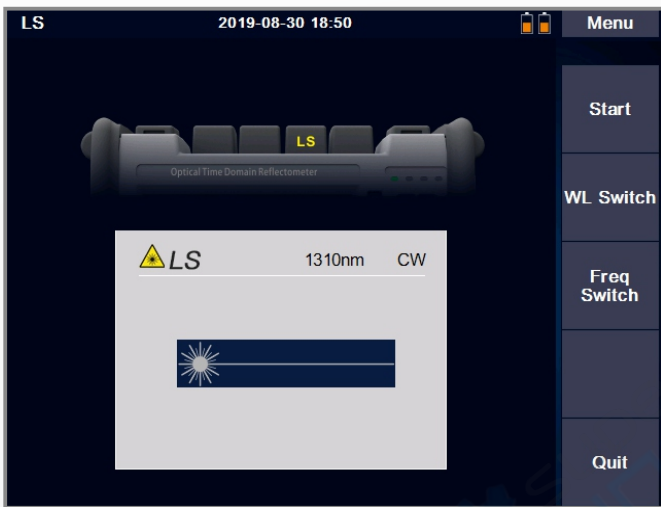 LS
2019-08-30 18:50
Menu
Start
LS
Optical Time Domain Reflectometer
WL Switch
LS
1310nm
CW
Freq
Switch
Quit